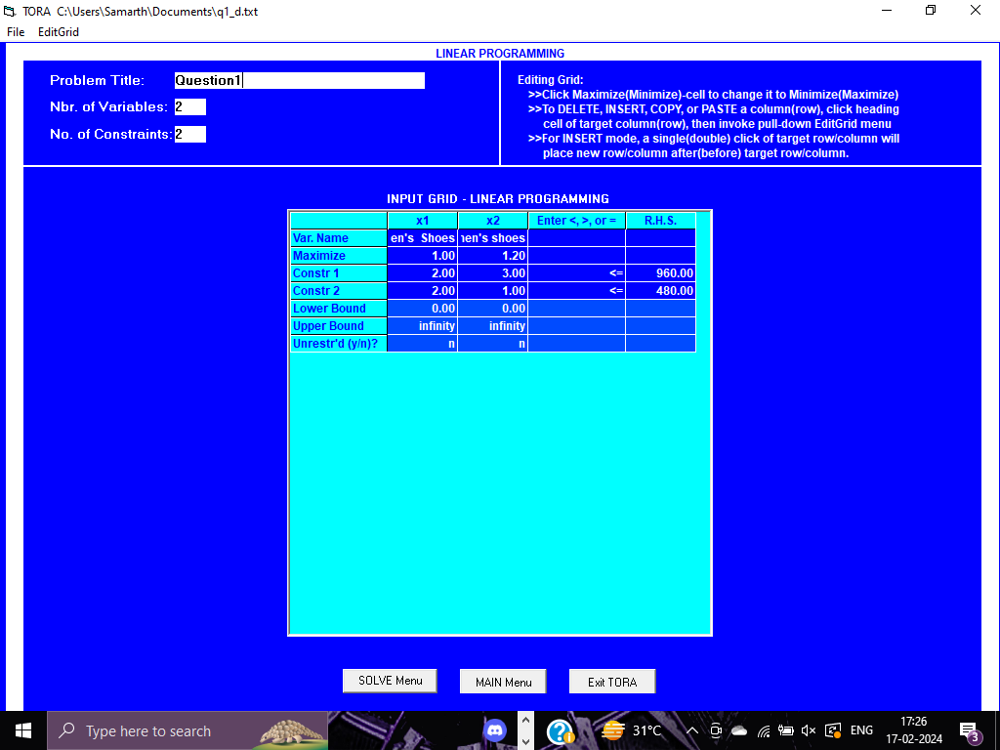 TORA C:\Users\Samarth\Documents\q1_d.txt
File EditGrid
LINEAR PROGRAMMING
Problem Title: Question1
Nbr. of Variables: 2
No. of Constraints: 2
Editing Grid:
>>Click Maximize(Minimize)-cell to change it to Minimize(Maximize)
>>To DELETE, INSERT, COPY, or PASTE a column(row), click heading
cell of target column(row), then invoke pull-down EditGrid menu
>>For INSERT mode, a single(double) click of target row/column will
place new row/column after(before) target row/column.
INPUT GRID - LINEAR PROGRAMMING
x1 x2 Enter <, >, or = R.H.S.
Var. Name en's Shoes nen's shoes
Maximize 1.00 1.20
Constr 1 2.00 3.00 <= 960.00
Constr 2 2.00 1.00 <= 480.00
Lower Bound 0.00 0.00
Upper Bound infinity infinity
Unrestr'd (y/n)? n n
SOLVE Menu MAIN Menu Exit TORA
Type here to search
31°C
ENG
17:26
17-02-2024
3